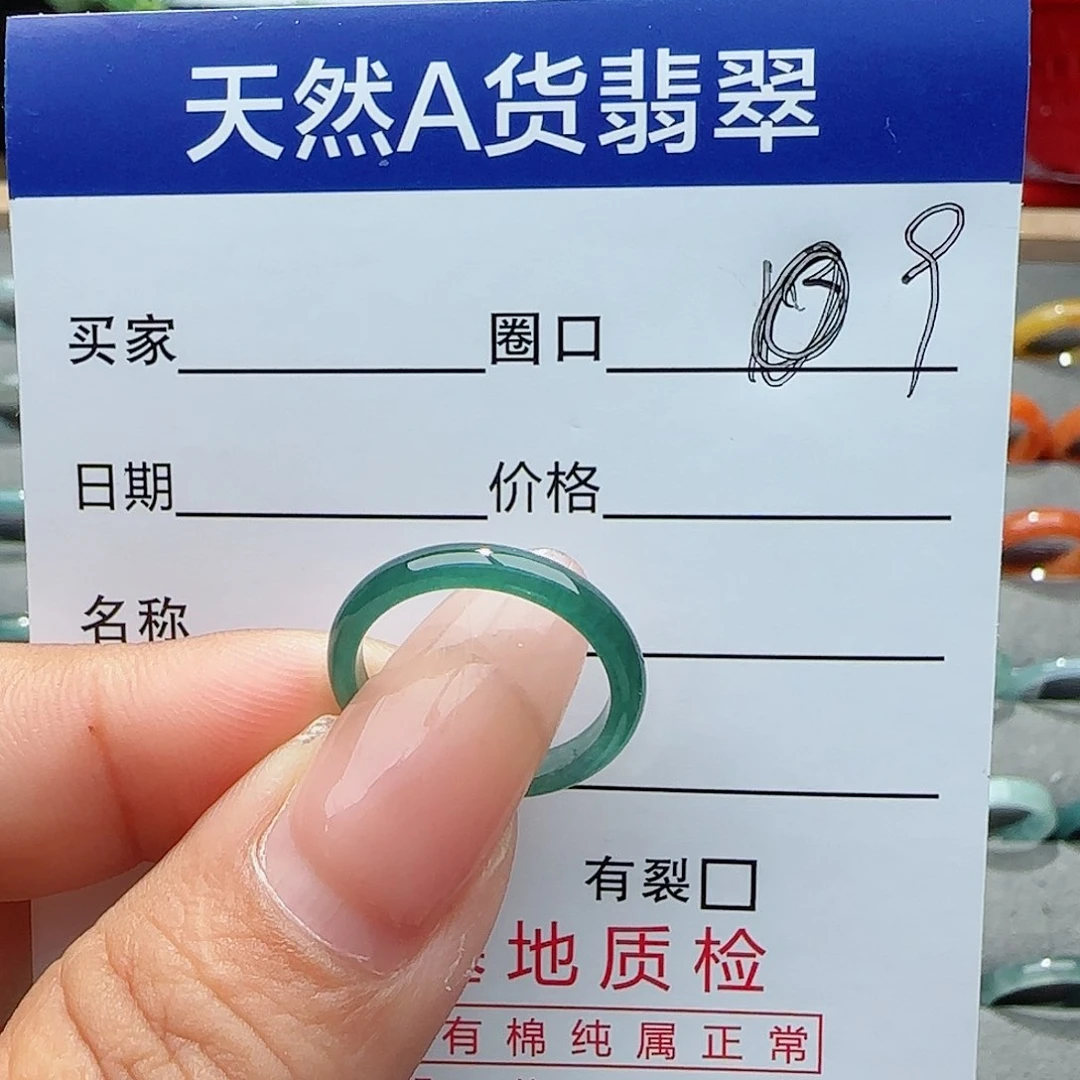 天然A货翡翠
买家 圈口 9
日期 价格
名称
有裂
地质检
有棉纯属正常